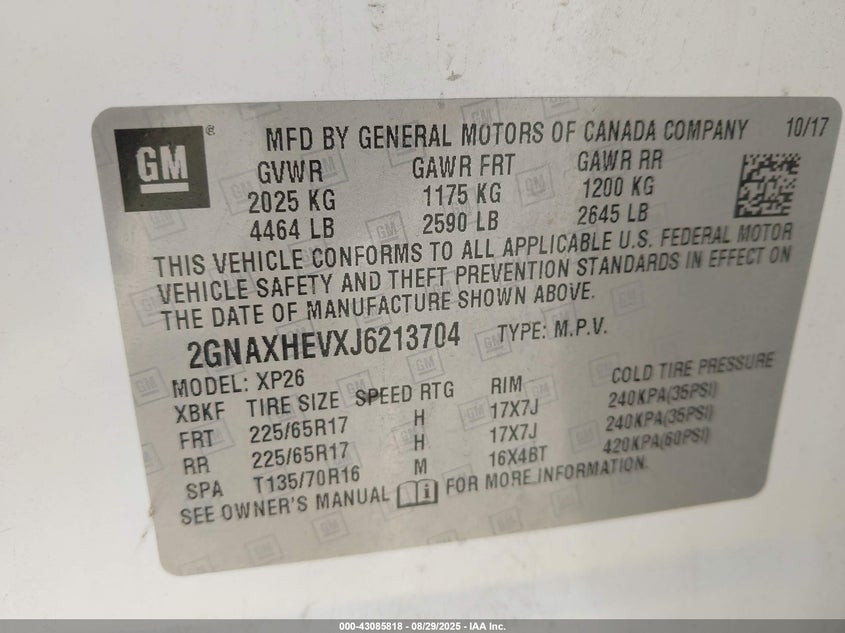 GM ® MFD BY GENERAL MOTORS OF CANADA COMPANY 10/17
GVWR GAWR FRT GAWR RR
2025 KG 1175 KG 1200 KG
4464 LB 2590 LB 2645 LB
THIS VEHICLE CONFORMS TO ALL APPLICABLE U.S. FEDERAL MOTOR
VEHICLE SAFETY AND THEFT PREVENTION STANDARDS IN EFFECT ON
THE DATE OF MANUFACTURE SHOWN ABOVE.
2GNAXHEVXJ6213704 TYPE: M.P.V.
MODEL: XP26
XBKF TIRE SIZE SPEED RTG RIM COLD TIRE PRESSURE
FRT 225/65R17 H 17X7J 240KPA(35PSI)
RR 225/65R17 H 17X7J 240KPA(35PSI)
SPA T135/70R16 M 16X4BT 420KPA(60PSI)
SEE OWNER'S MANUAL FOR MORE INFORMATION.
000-43085818 - 08/29/2025 - IAA Inc.